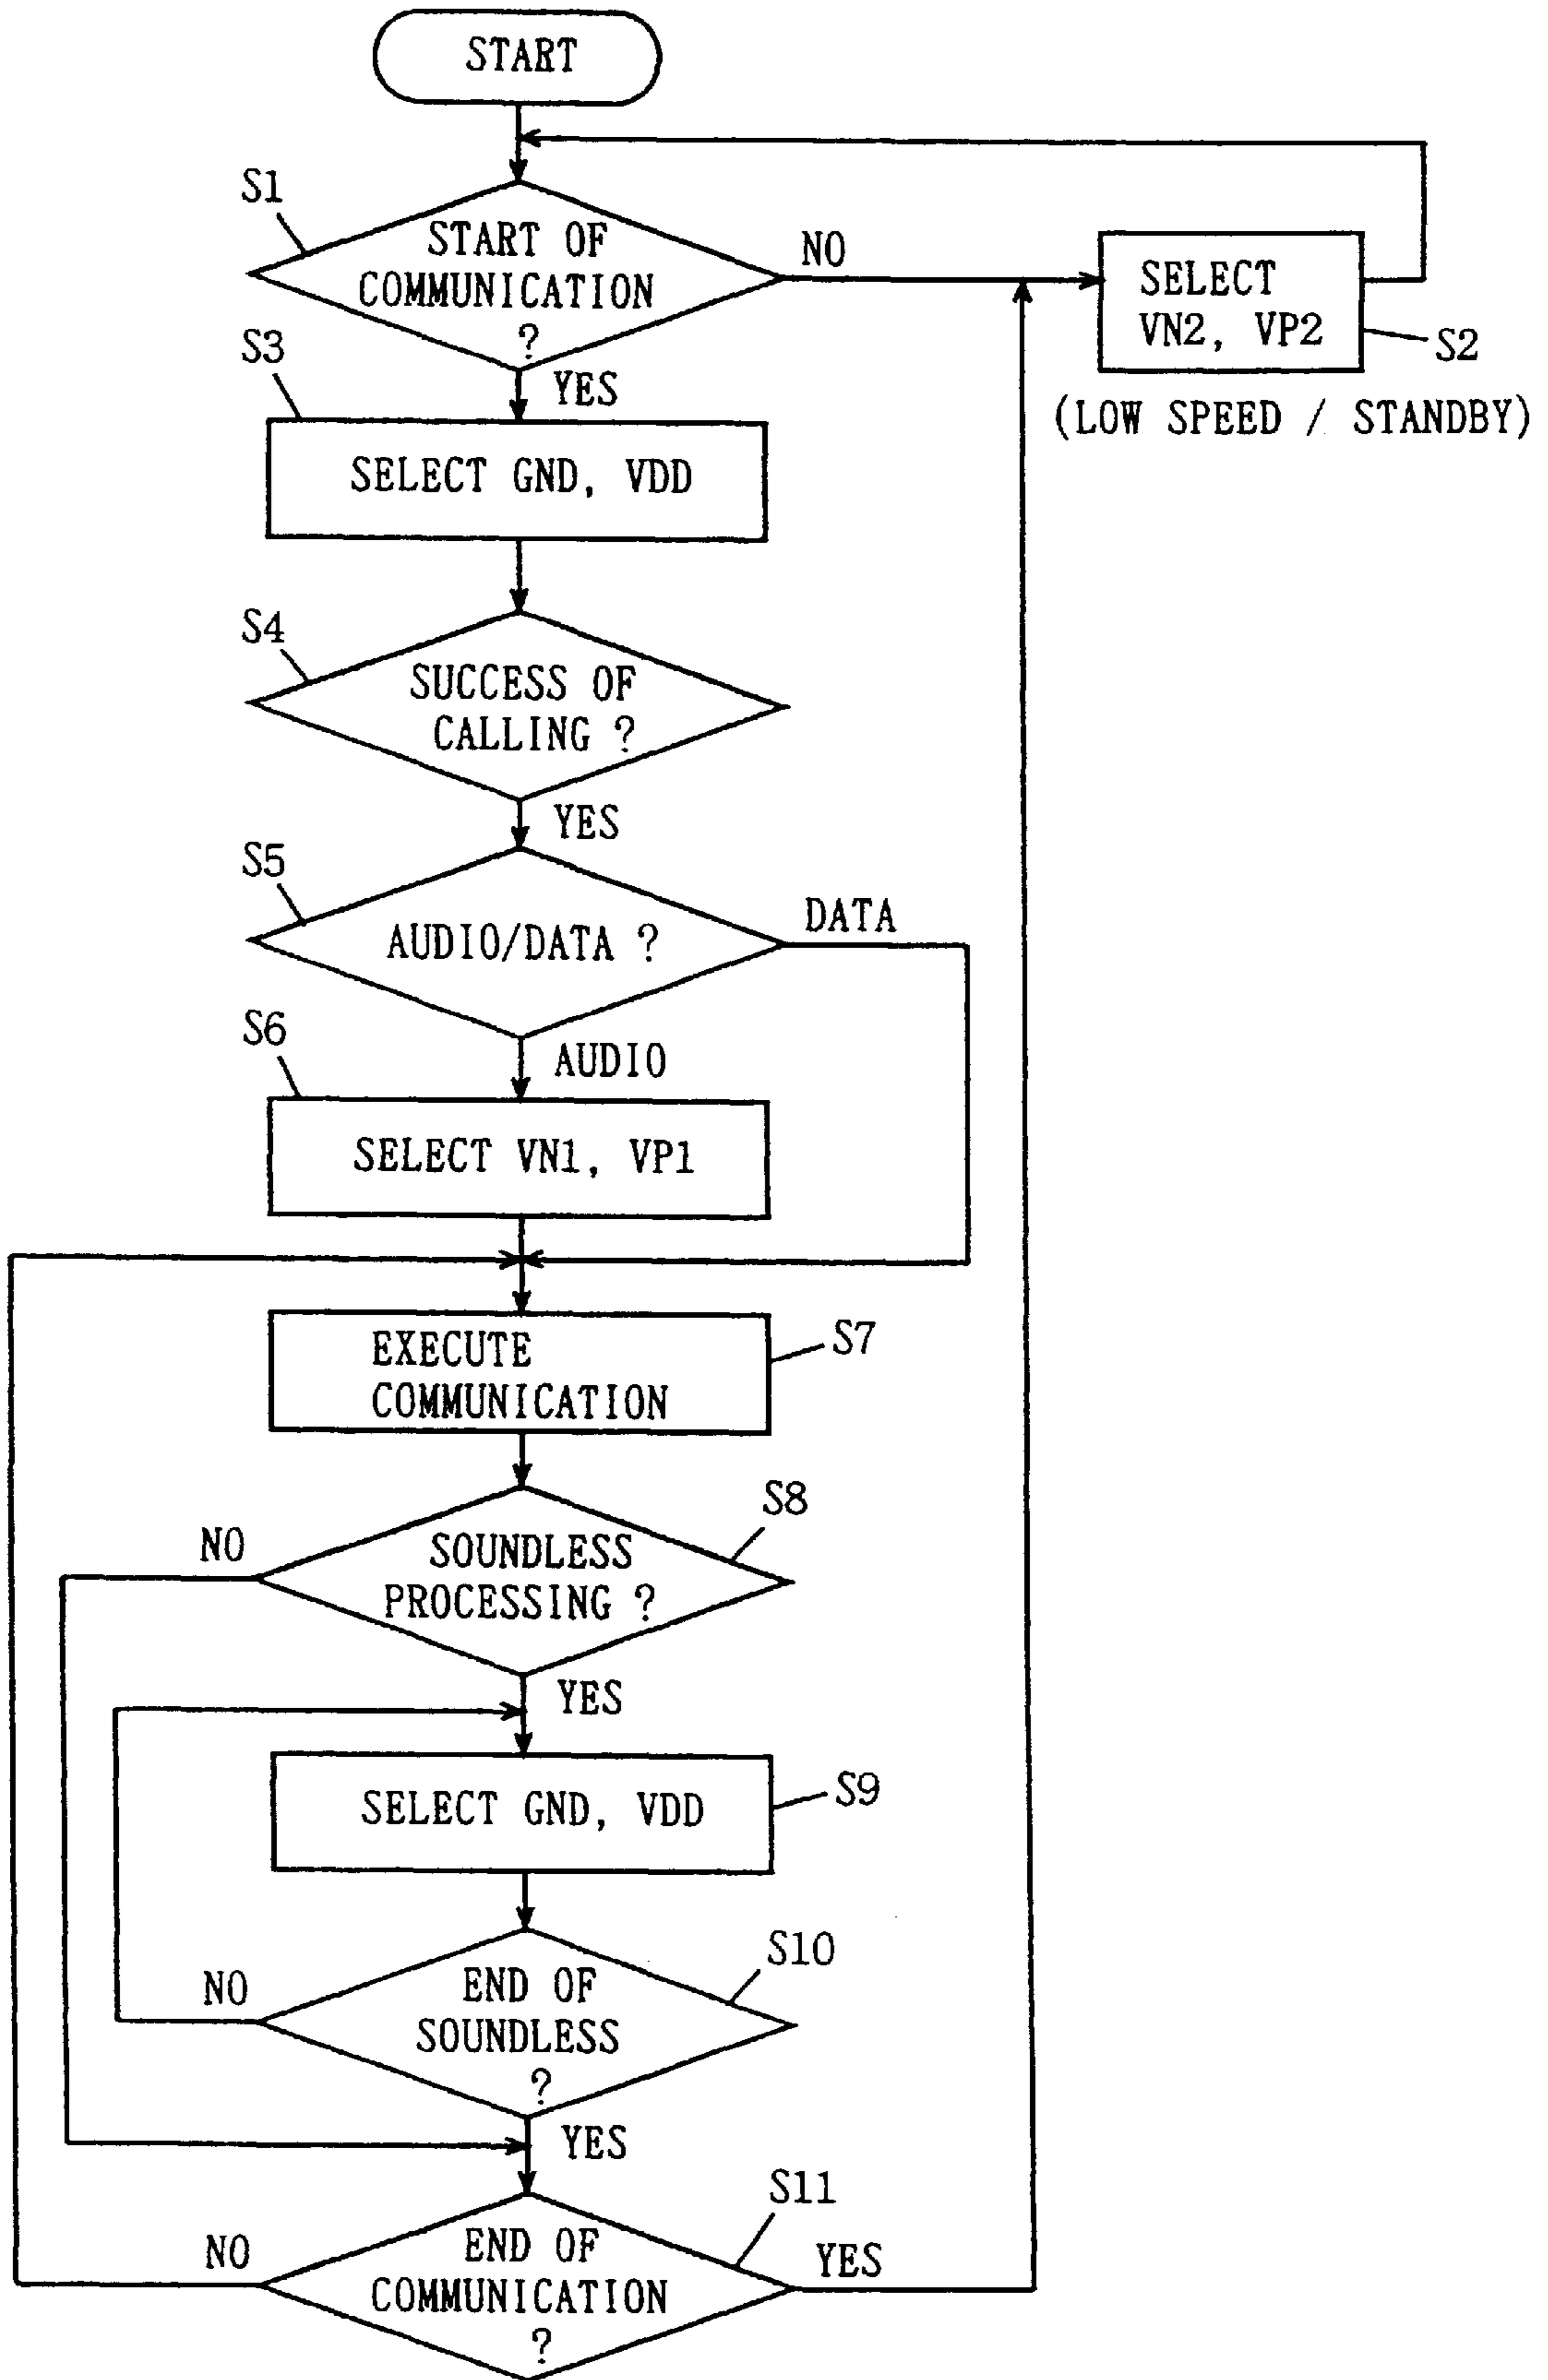 START
S1
START OF
COMMUNICATION
?
NO
SELECT
VN2, VP2
S2
(LOW SPEED / STANDBY)
YES
S3
SELECT GND, VDD
S4
SUCCESS OF
CALLING ?
YES
S5
AUDIO/DATA ?
DATA
AUDIO
S6
SELECT VN1, VP1
EXECUTE
COMMUNICATION
S7
S8
SOUNDLESS
PROCESSING ?
NO
YES
SELECT GND, VDD
S9
S10
END OF
SOUNDLESS
?
NO
YES
S11
END OF
COMMUNICATION
?
NO
YES